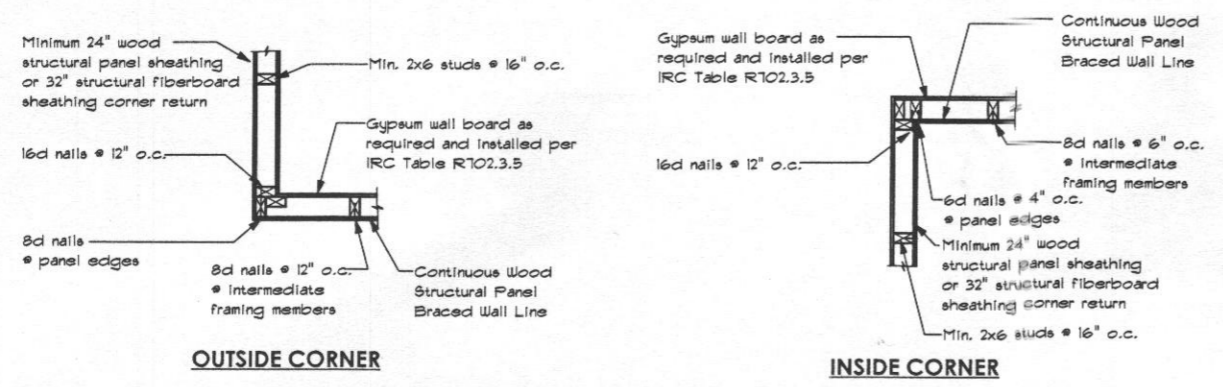 Minimum 24" wood
structural panel sheathing
or 32" structural fiberboard
sheathing corner return
Min. 2x6 studs @ 16" o.c.
Gypsum wall board as
required and installed per
IRC Table R702.3.5
16d nails @ 12" o.c.
8d nails
@ panel edges
8d nails @ 12" o.c.
@ intermediate
framing members
Continuous Wood
Structural Panel
Braced Wall Line
OUTSIDE CORNER
Gypsum wall board as
required and installed per
IRC Table R702.3.5
Continuous Wood
Structural Panel
Braced Wall Line
16d nails @ 12" o.c.
8d nails @ 6" o.c.
@ intermediate
framing members
6d nails @ 4" o.c.
@ panel edges
Minimum 24" wood
structural panel sheathing
or 32" structural fiberboard
sheathing corner return
Min. 2x6 studs @ 16" o.c.
INSIDE CORNER